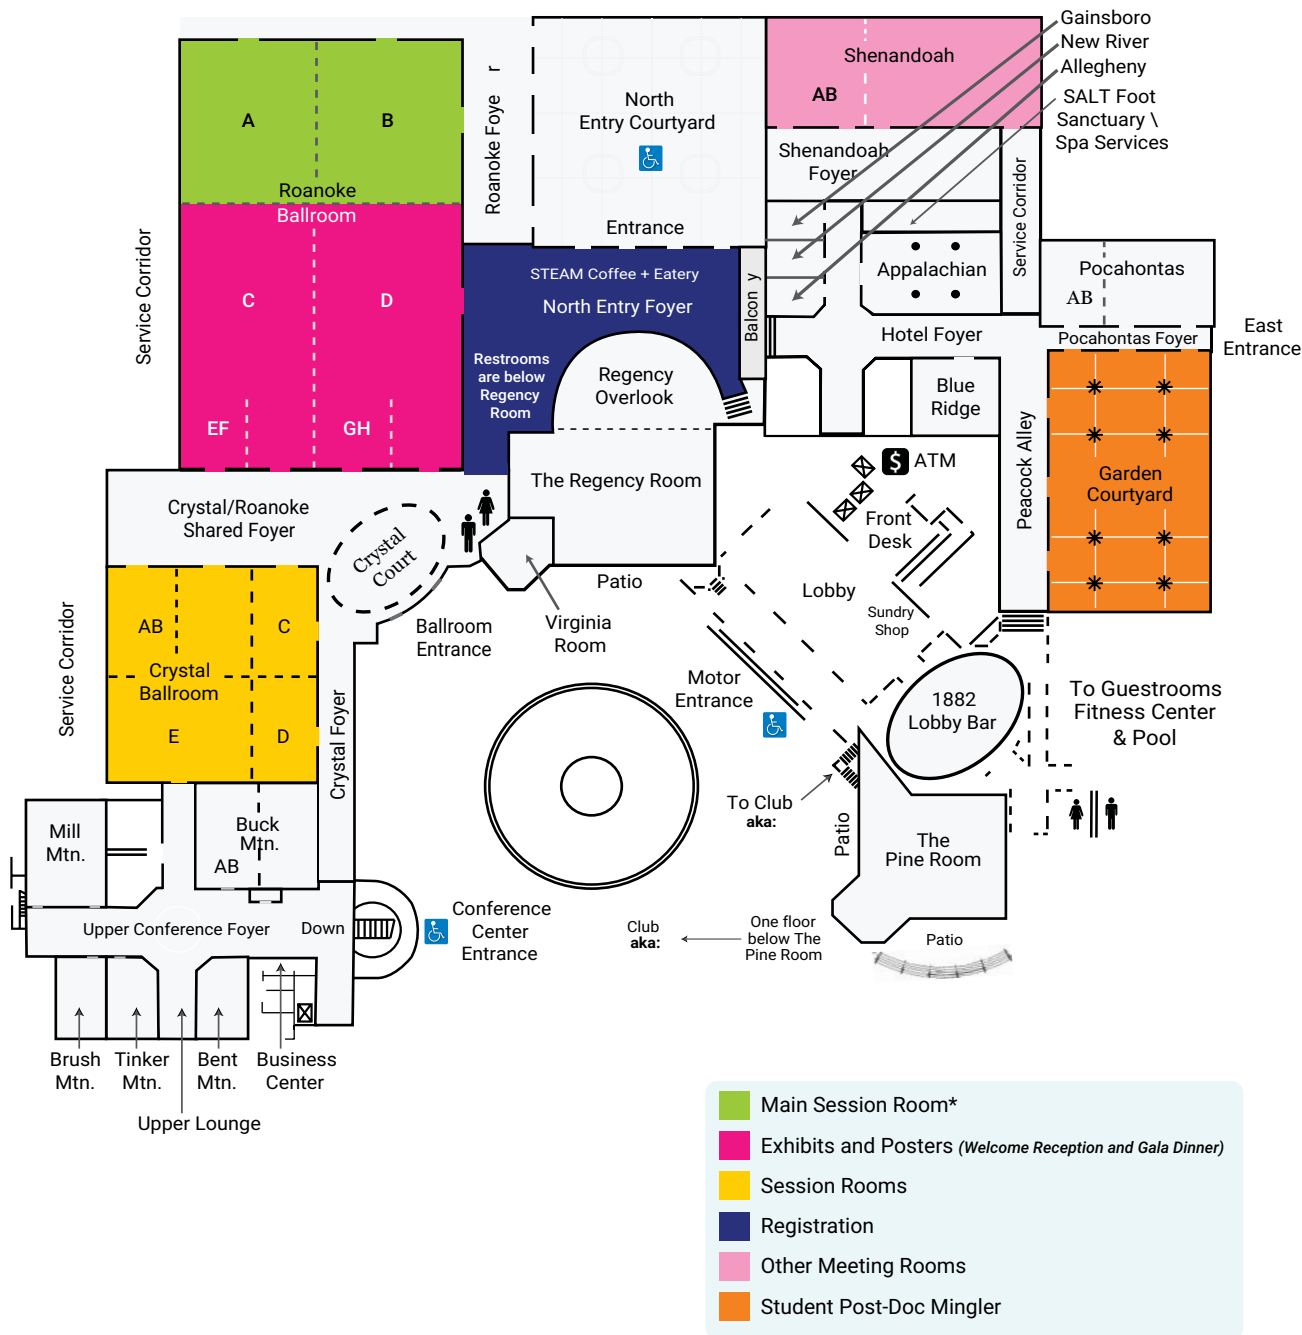 Gainsboro
New River
Allegheny
SALT Foot
Sanctuary \
Spa Services
Shenandoah
AB
A
B
Roanoke
Ballroom
Roanoke Foye r
North
Entry Courtyard
Entrance
Shenandoah
Foyer
Service Corridor
Appalachian
Pocahontas
AB
Service Corridor
C
D
EF
GH
STEAM Coffee + Eatery
North Entry Foyer
Balcon y
Restrooms
are below
Regency
Room
Regency
Overlook
Hotel Foyer
Pocahontas Foyer
East
Entrance
Blue
Ridge
Peacock Alley
Garden
Courtyard
The Regency Room
$ ATM
Front
Desk
Crystal/Roanoke
Shared Foyer
Crystal
Court
Patio
Lobby
Sundry
Shop
Virginia
Room
Ballroom
Entrance
Service Corridor
AB
C
Crystal
Ballroom
E
D
Crystal Foyer
Motor
Entrance
1882
Lobby Bar
To Guestrooms
Fitness Center
& Pool
To Club
aka:
Patio
The
Pine Room
Mill
Mtn.
Buck
Mtn.
AB
Upper Conference Foyer
Down
Conference
Center
Entrance
Club
aka:
One floor
below The
Pine Room
Patio
Brush
Mtn.
Tinker
Mtn.
Bent
Mtn.
Business
Center
Upper Lounge
Main Session Room*
Exhibits and Posters (Welcome Reception and Gala Dinner)
Session Rooms
Registration
Other Meeting Rooms
Student Post-Doc Mingler